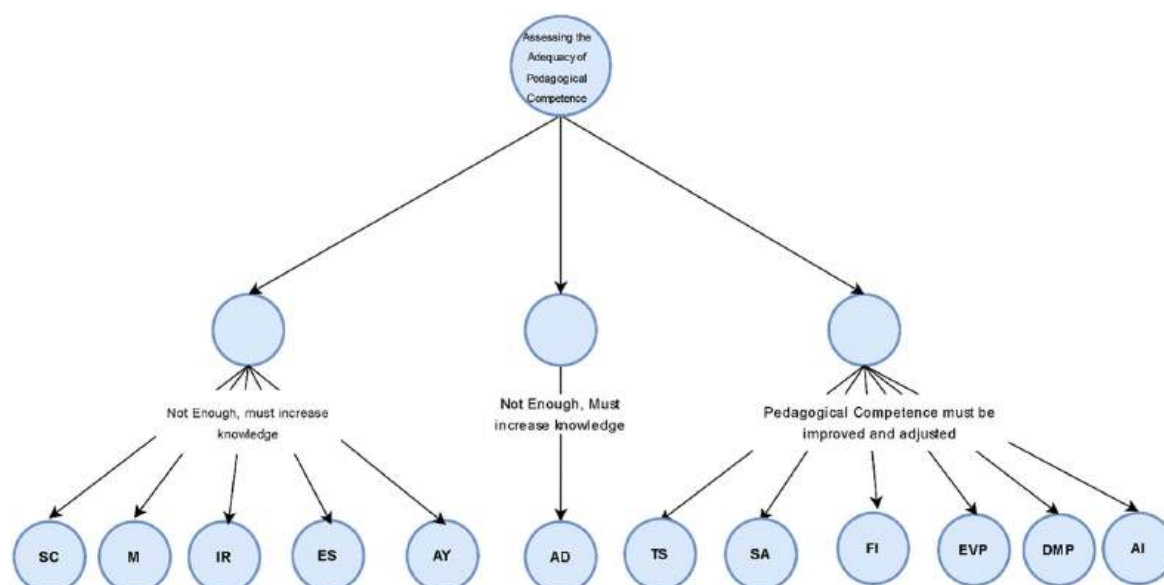 Assessing the
Adequacy of
Pedagogical
Competence
Not Enough, must increase
knowledge
Not Enough, Must
increase knowledge
Pedagogical Competence must be
improved and adjusted
SC
M
IR
ES
AY
AD
TS
SA
FI
EVP
DMP
AI